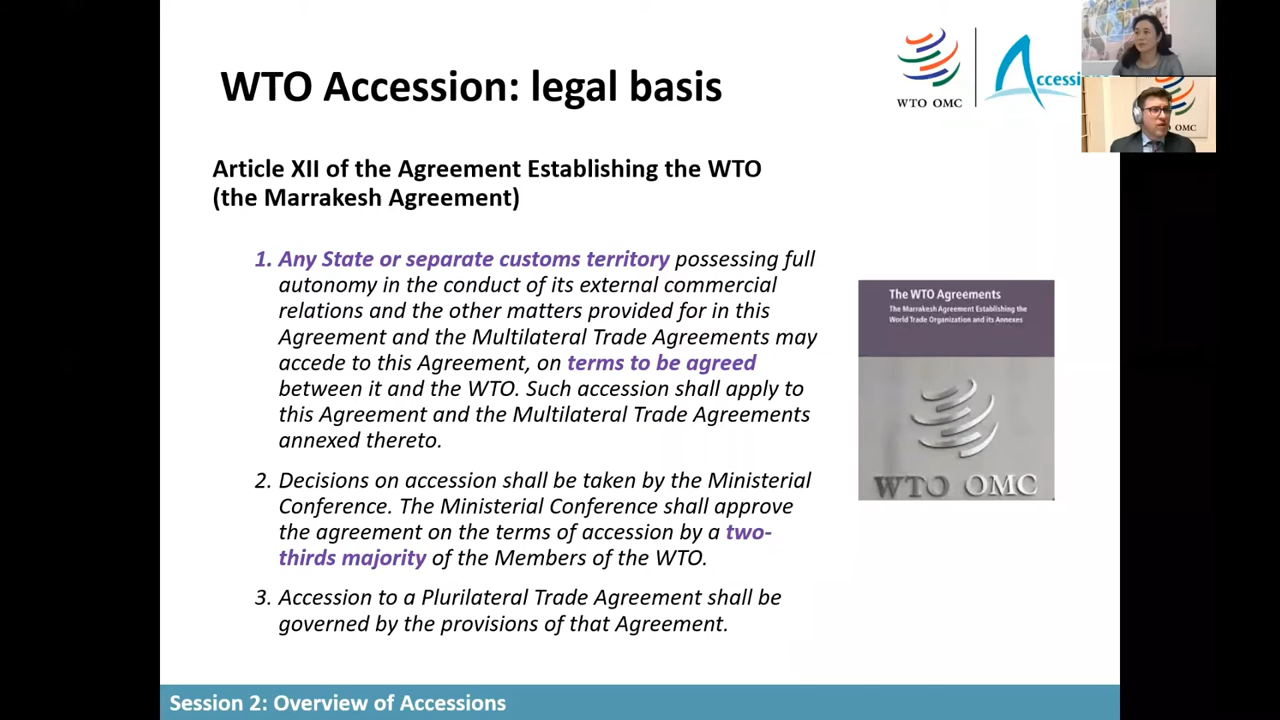 WTO Accession: legal basis
WTO OMC
Accessi
OMC
Article XII of the Agreement Establishing the WTO
(the Marrakesh Agreement)
1. Any State or separate customs territory possessing full
autonomy in the conduct of its external commercial
relations and the other matters provided for in this
Agreement and the Multilateral Trade Agreements may
accede to this Agreement, on terms to be agreed
between it and the WTO. Such accession shall apply to
this Agreement and the Multilateral Trade Agreements
annexed thereto.
2. Decisions on accession shall be taken by the Ministerial
Conference. The Ministerial Conference shall approve
the agreement on the terms of accession by a two-
thirds majority of the Members of the WTO.
3. Accession to a Plurilateral Trade Agreement shall be
governed by the provisions of that Agreement.
The WTO Agreements
The Marrakesh Agreement Establishing the
World Trade Organization and its Annexes
WTO OMC
Session 2: Overview of Accessions